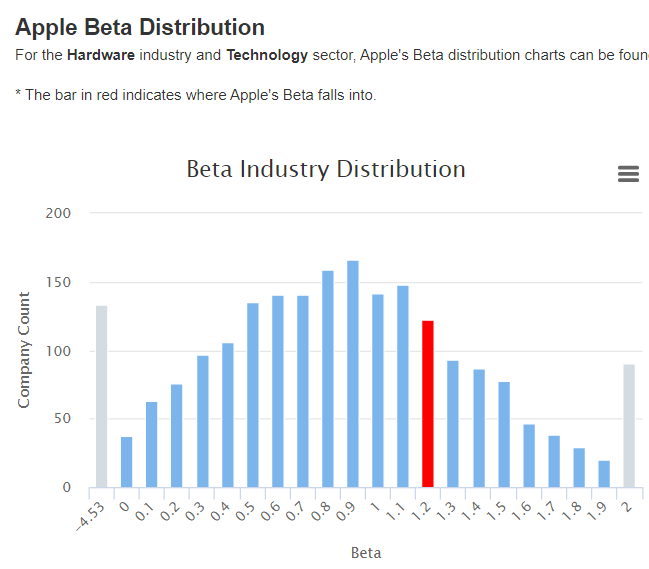 Apple Beta Distribution
For the Hardware industry and Technology sector, Apple's Beta distribution charts can be foun
* The bar in red indicates where Apple's Beta falls into.
Beta Industry Distribution
200
150
100
50
0
Company Count
-4.53 0 0.1 0.2 0.3 0.4 0.5 0.6 0.7 0.8 0.9 1 1.1 1.2 1.3 1.4 1.5 1.6 1.7 1.8 1.9 2
Beta